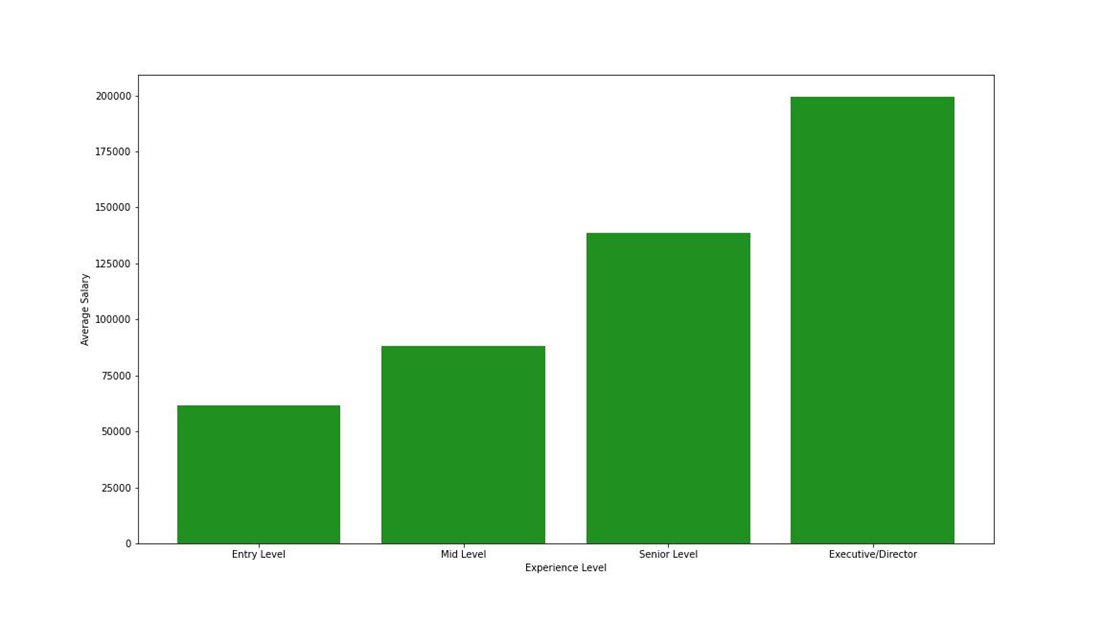 200000
175000
150000
125000
100000
75000
50000
25000
0
Average Salary
Entry Level
Mid Level
Senior Level
Executive/Director
Experience Level